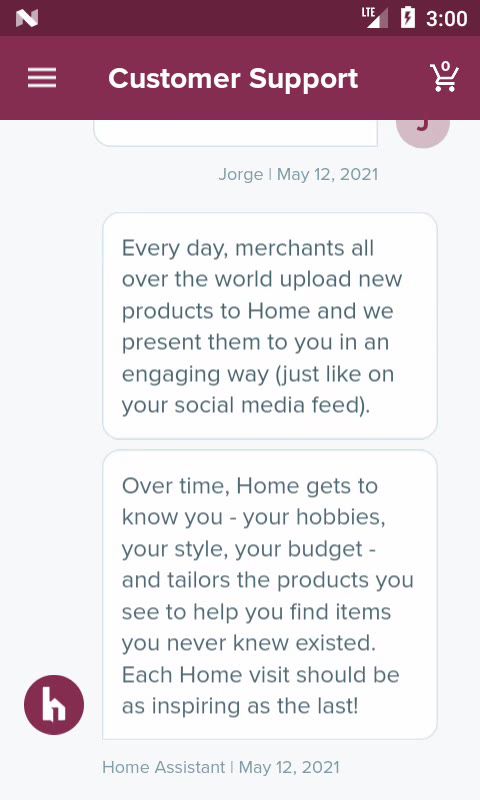 LTE 3:00
Customer Support
0
Jorge | May 12, 2021
Every day, merchants all
over the world upload new
products to Home and we
present them to you in an
engaging way (just like on
your social media feed).
Over time, Home gets to
know you - your hobbies,
your style, your budget -
and tailors the products you
see to help you find items
you never knew existed.
Each Home visit should be
as inspiring as the last!
h
Home Assistant | May 12, 2021